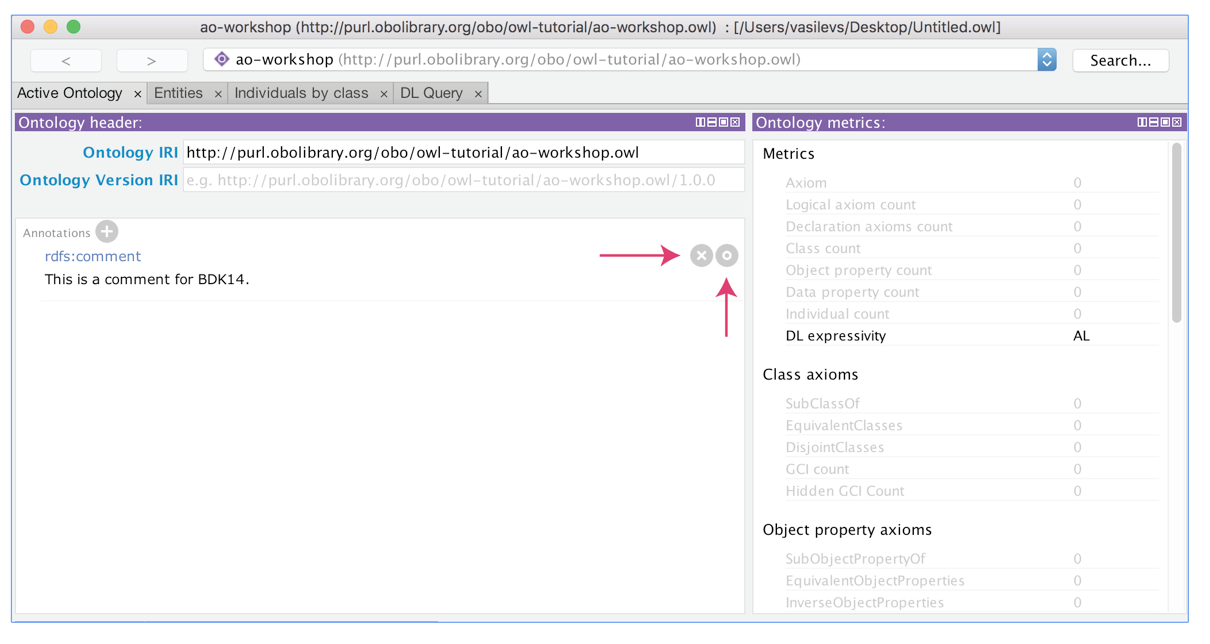 ao-workshop (http://purl.obolibrary.org/obo/owl-tutorial/ao-workshop.owl) : [/Users/vasilevs/Desktop/Untitled.owl]
< > ao-workshop (http://purl.obolibrary.org/obo/owl-tutorial/ao-workshop.owl) Search...
Active Ontology × Entities × Individuals by class × DL Query ×
Ontology header:
Ontology IRI http://purl.obolibrary.org/obo/owl-tutorial/ao-workshop.owl
Ontology Version IRI e.g. http://purl.obolibrary.org/obo/owl-tutorial/ao-workshop.owl/1.0.0
Annotations
rdfs:comment
This is a comment for BDK14.
Ontology metrics:
Metrics
Axiom 0
Logical axiom count 0
Declaration axioms count 0
Class count 0
Object property count 0
Data property count 0
Individual count 0
DL expressivity AL
Class axioms
SubClassOf 0
EquivalentClasses 0
DisjointClasses 0
GCI count 0
Hidden GCI Count 0
Object property axioms
SubObjectPropertyOf 0
EquivalentObjectProperties 0
InverseObjectProperties 0